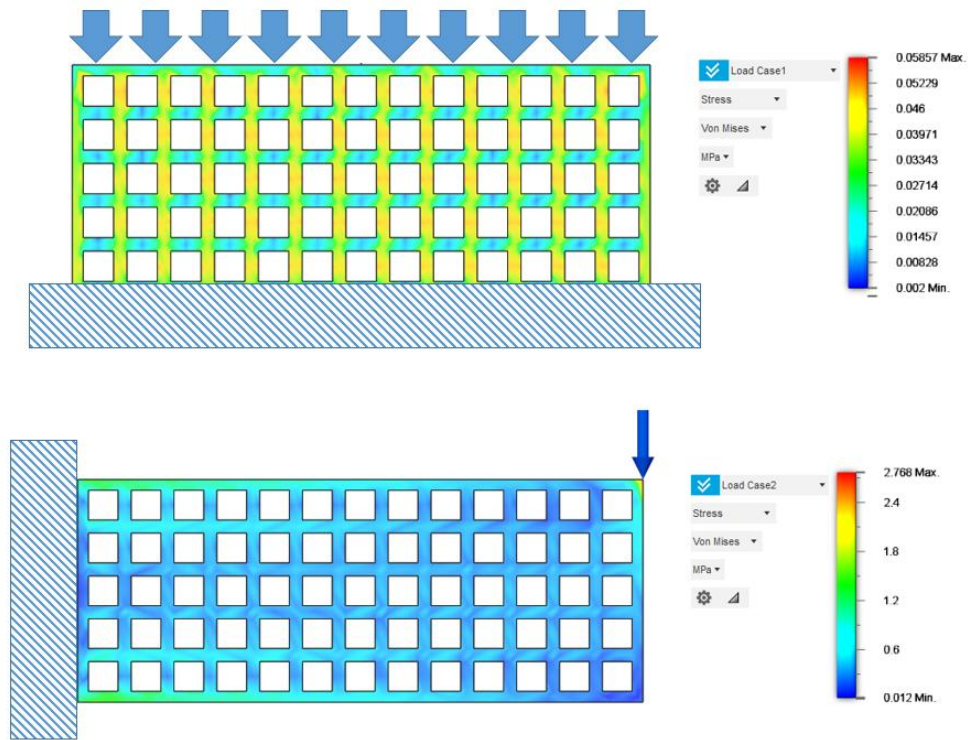 Load Case1
Stress
Von Mises
MPa
0.05857 Max.
0.05229
0.046
0.03971
0.03343
0.02714
0.02086
0.01457
0.00828
0.002 Min.
Load Case2
Stress
Von Mises
MPa
2.768 Max.
2.4
1.8
1.2
0.6
0.012 Min.